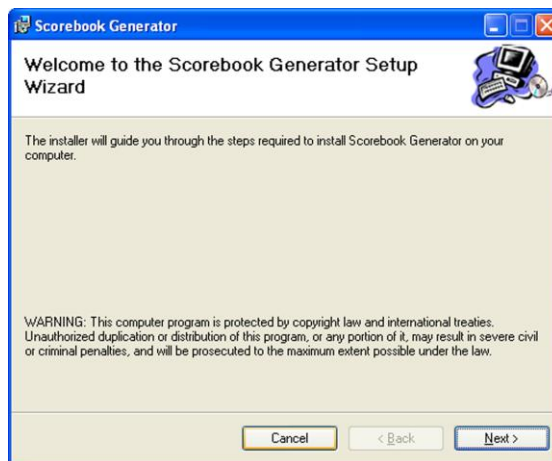 Scorebook Generator
Welcome to the Scorebook Generator Setup
Wizard
The installer will guide you through the steps required to install Scorebook Generator on your
computer.
WARNING: This computer program is protected by copyright law and international treaties.
Unauthorized duplication or distribution of this program, or any portion of it, may result in severe civil
or criminal penalties, and will be prosecuted to the maximum extent possible under the law.
Cancel < Back Next >